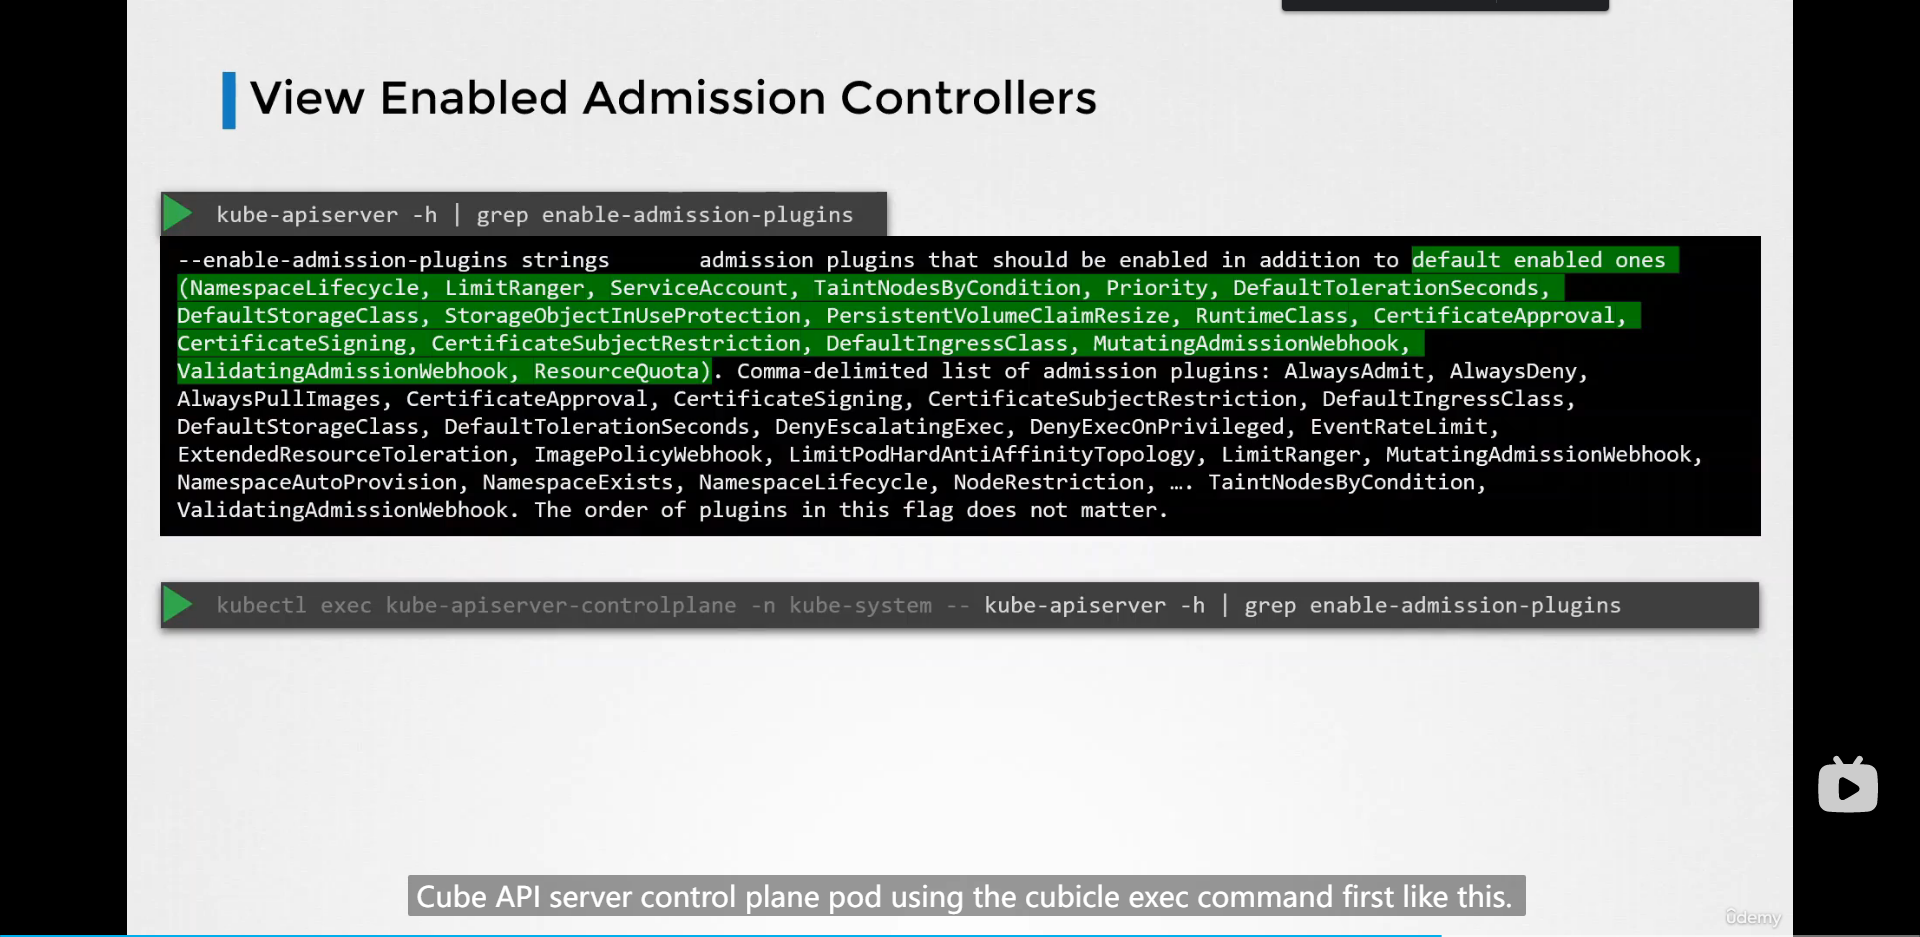 View Enabled Admission Controllers
kube-apiserver -h | grep enable-admission-plugins
--enable-admission-plugins strings       admission plugins that should be enabled in addition to default enabled ones
(NamespaceLifecycle, LimitRanger, ServiceAccount, TaintNodesByCondition, Priority, DefaultTolerationSeconds,
DefaultStorageClass, StorageObjectInUseProtection, PersistentVolumeClaimResize, RuntimeClass, CertificateApproval,
CertificateSigning, CertificateSubjectRestriction, DefaultIngressClass, MutatingAdmissionWebhook,
ValidatingAdmissionWebhook, ResourceQuota). Comma-delimited list of admission plugins: AlwaysAdmit, AlwaysDeny,
AlwaysPullImages, CertificateApproval, CertificateSigning, CertificateSubjectRestriction, DefaultIngressClass,
DefaultStorageClass, DefaultTolerationSeconds, DenyEscalatingExec, DenyExecOnPrivileged, EventRateLimit,
ExtendedResourceToleration, ImagePolicyWebhook, LimitPodHardAntiAffinityTopology, LimitRanger, MutatingAdmissionWebhook,
NamespaceAutoProvision, NamespaceExists, NamespaceLifecycle, NodeRestriction, …. TaintNodesByCondition,
ValidatingAdmissionWebhook. The order of plugins in this flag does not matter.
kubectl exec kube-apiserver-controlplane -n kube-system -- kube-apiserver -h | grep enable-admission-plugins
Cube API server control plane pod using the cubicle exec command first like this.
ûdemy